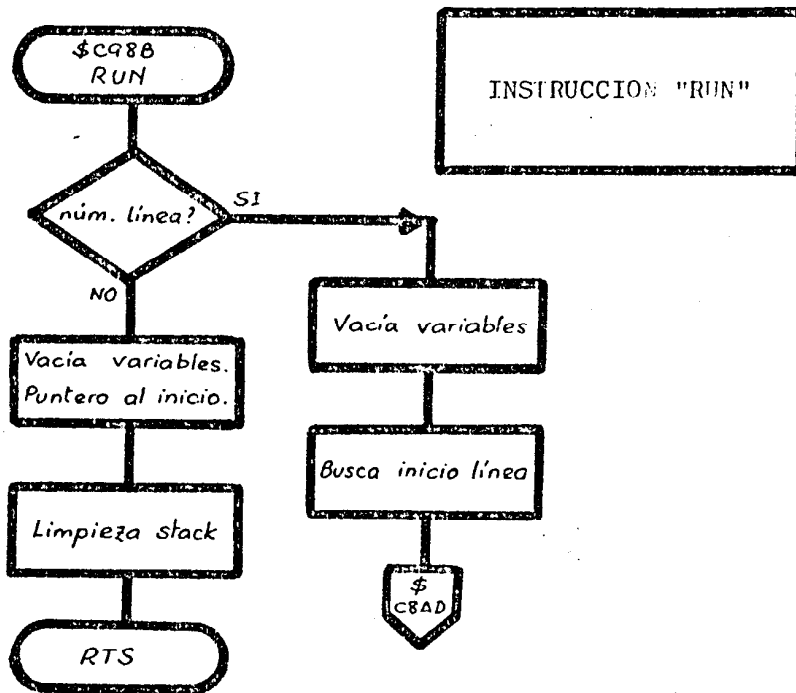 $C98B
RUN
INSTRUCCION "RUN"
núm. línea?
SI
NO
Vacía variables
Vacía variables.
Puntero al inicio.
Busca inicio línea
Limpieza stack
$
C8AD
RTS